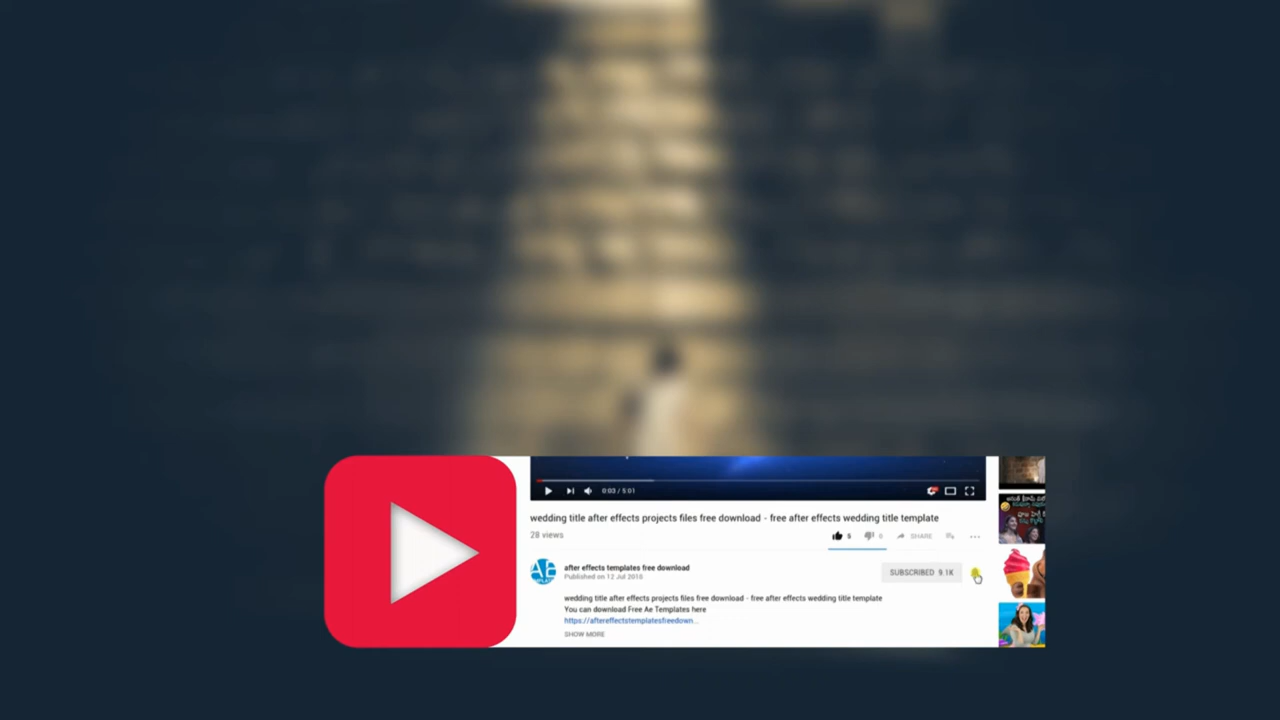 0:03 / 5:01
wedding title after effects projects files free download - free after effects wedding title template
28 views
5
0
SHARE
after effects templates free download
Published on 12 Jul 2018
SUBSCRIBED 9.1K
wedding title after effects projects files free download - free after effects wedding title template
You can download Free Ae Templates here
https://aftereffectstemplatesfreedown...
SHOW MORE